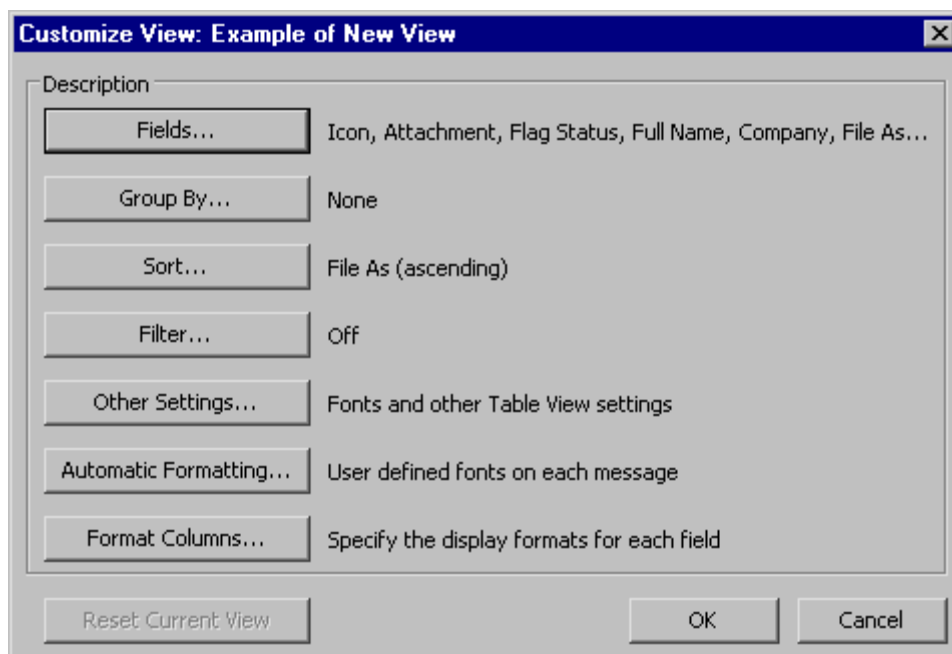 Customize View: Example of New View
Description
Fields... Icon, Attachment, Flag Status, Full Name, Company, File As...
Group By... None
Sort... File As (ascending)
Filter... Off
Other Settings... Fonts and other Table View settings
Automatic Formatting... User defined fonts on each message
Format Columns... Specify the display formats for each field
Reset Current View OK Cancel